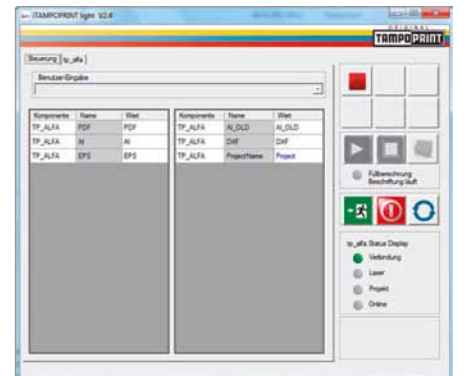 iTAMPOPRINT light V2.4
ORIGINAL
TAMPOPRINT
Steuerung tp_alfa
Benutzer-Eingabe
Komponente Name Wert
TP_ALFA PDF PDF
TP_ALFA AI AI
TP_ALFA EPS EPS
Komponente Name Wert
TP_ALFA AI_OLD AI_OLD
TP_ALFA DXF DXF
TP_ALFA ProjectName Project
Füllberechnung
Beschriftung läuft
tp_alfa Status Display
Verbindung
Laser
Projekt
Online